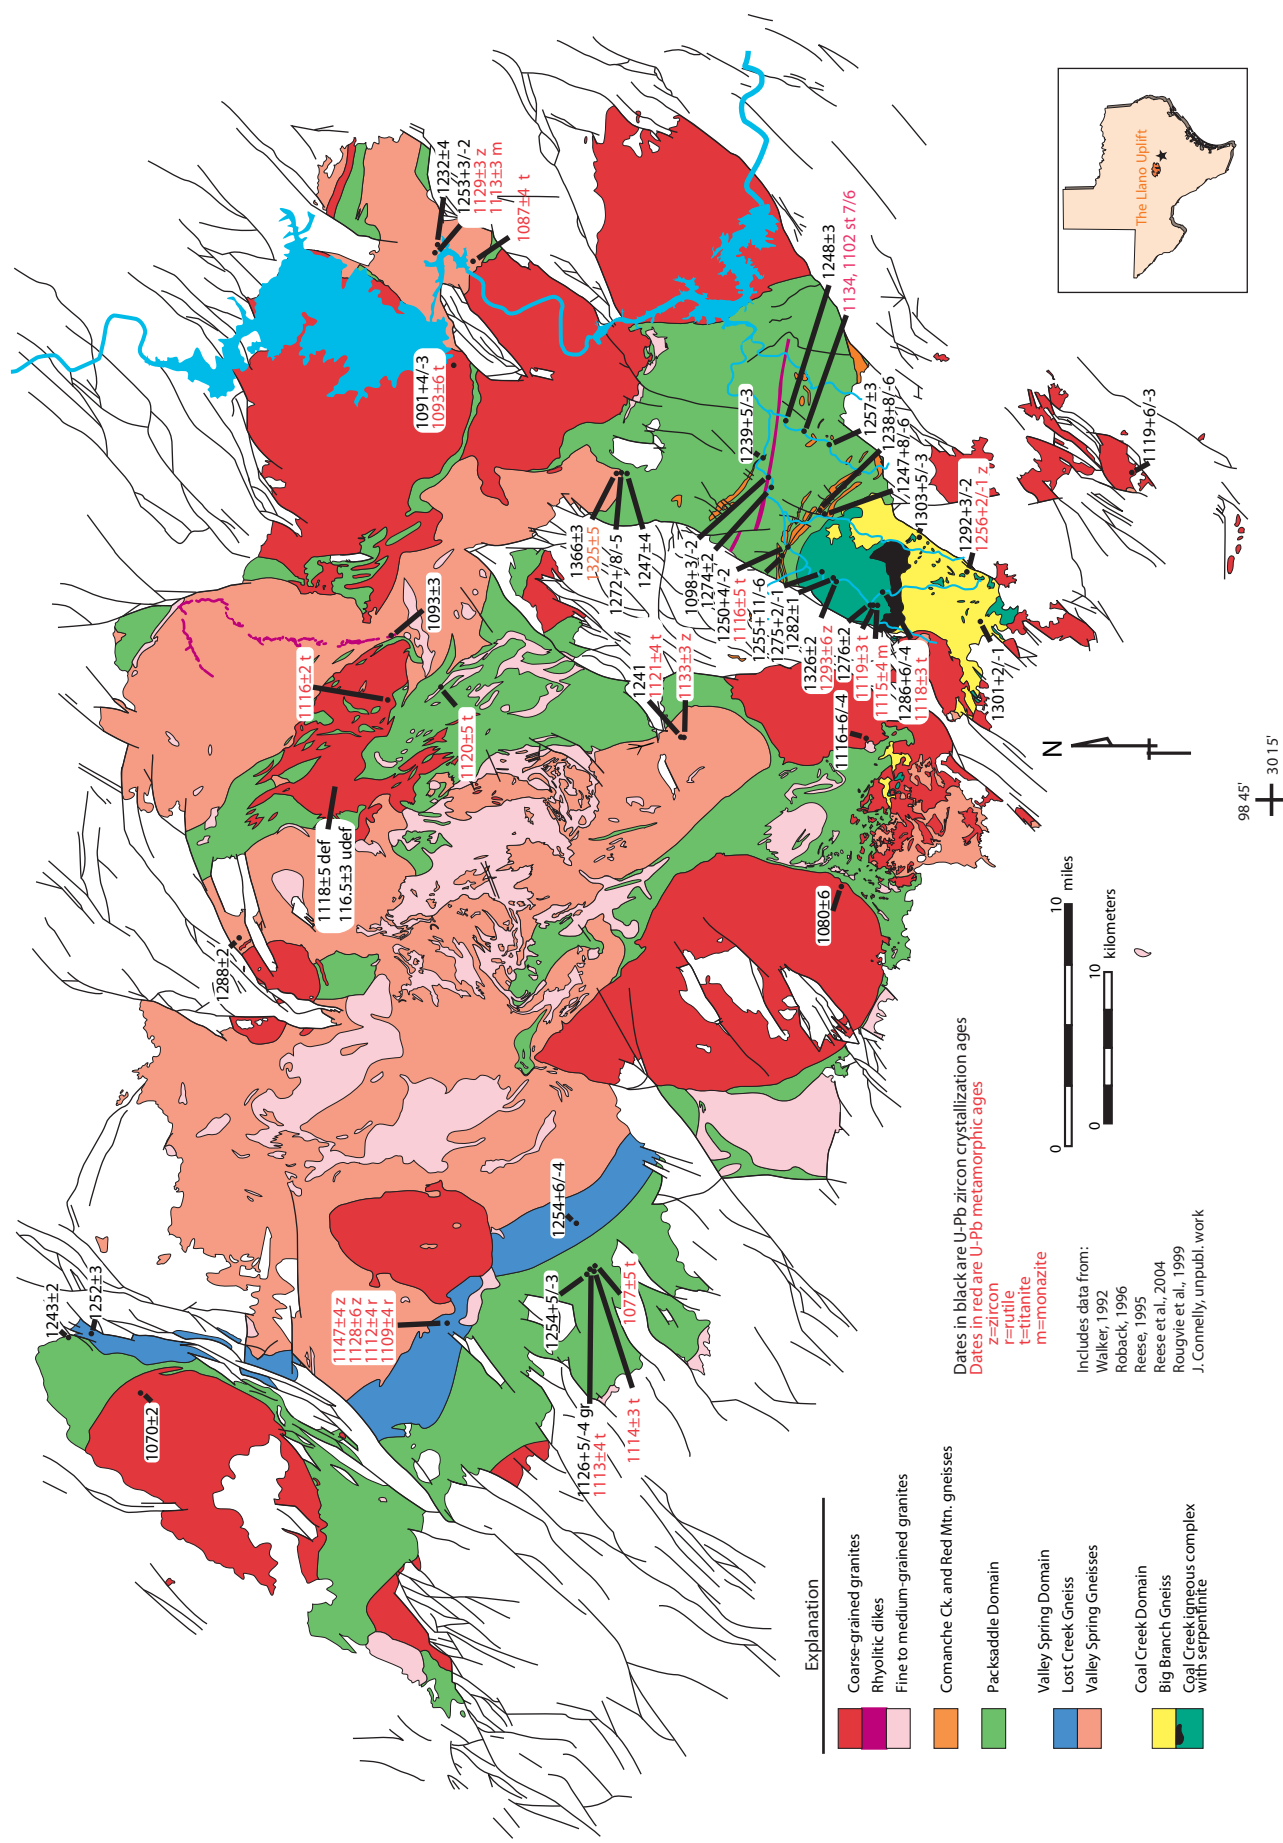 1243±2
1252±3
1070±2
1147±4 z
1128±6 z
1112±4 r
1109±4 r
1254+6/-4
1254+5/-3
1077±5 t
1126+5/-4 gr
1113±4 t
1114±3 t
1288±2
1118±5 def
116.5±3 udef
1116±2 t
1120±5 t
1093±3
1241
1121±4 t
1133±3 z
1080±6
1116+6/-4
1091+4/-3
1093±6 t
1232±4
1253+3/-2
1129±3 z
1113±3 m
1087±4 t
1366±3
1325±5
1272+/8/-5
1247±4
1098+3/-2
1274±2
1250+4/-2
1116±5 t
1255+11/-6
1275+2/-1
1282±1
1326±2
1293±6 z
1276±2
1119±3 t
1115±4 m
1286+6/-4
1118±3 t
1239+5/-3
1248±3
1134, 1102 st 7/6
1257±3
1238+8/-6
1247+8/-6
1303+5/-3
1292+3/-2
1256+2/-1 z
1301+2/-1
1119+6/-3
The Llano Uplift
N
98 45'
30 15'
0
10
miles
0
10
kilometers
Dates in black are U-Pb zircon crystallization ages
Dates in red are U-Pb metamorphic ages
z=zircon
r=rutile
t=titanite
m=monazite
Includes data from:
Walker, 1992
Roback, 1996
Reese, 1995
Reese et al., 2004
Rougvie et al., 1999
J. Connelly, unpubl. work
Explanation
Coarse-grained granites
Rhyolitic dikes
Fine to medium-grained granites
Comanche Ck. and Red Mtn. gneisses
Packsaddle Domain
Valley Spring Domain
Lost Creek Gneiss
Valley Spring Gneisses
Coal Creek Domain
Big Branch Gneiss
Coal Creek igneous complex
with serpentinite